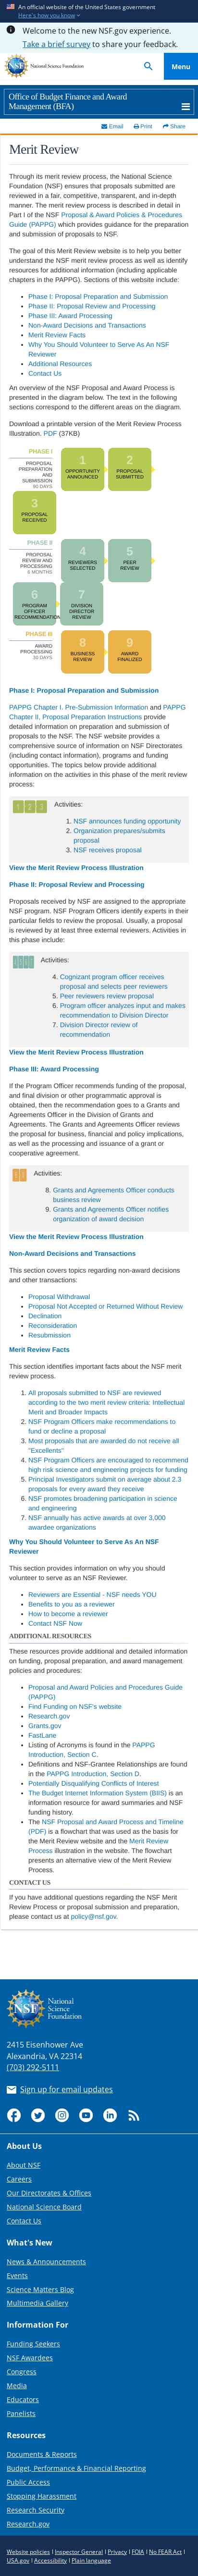 An official website of the United States government
Here's how you know
Welcome to the new NSF.gov experience.
Take a brief survey to share your feedback.
National Science Foundation
Menu
Office of Budget Finance and Award
Management (BFA)
Email
Print
Share
Merit Review
Through its merit review process, the National Science
Foundation (NSF) ensures that proposals submitted are
reviewed in a fair, competitive, transparent, and in-depth
manner. The merit review process is described in detail in
Part I of the NSF Proposal & Award Policies & Procedures
Guide (PAPPG) which provides guidance for the preparation
and submission of proposals to NSF.
The goal of this Merit Review website is to help you better
understand the NSF merit review process as well as identify
resources for additional information (including relevant
chapters in the PAPPG). To assist you with understanding
the entire process, the website is divided into seven
sections:
Phase I: Proposal Preparation and Submission
Phase II: Proposal Review and Processing
Phase III: Award Processing
Non-Award Decisions and Transactions
Merit Review Facts
Why You Should Volunteer to Serve As An NSF
Reviewer
Additional Resources
Contact Us
An overview of the NSF Proposal and Award Process is
presented in the diagram below. The text in the following
sections correspond to the different phases on the diagram.
Download a printable version of the Merit Review Process
Illustration. PDF (37KB)
PHASE I
PROPOSAL
PREPARATION
AND
SUBMISSION
90 DAYS
1
OPPORTUNITY
ANNOUNCED
2
PROPOSAL
SUBMITTED
3
PROPOSAL
RECEIVED
PHASE II
PROPOSAL
REVIEW AND
PROCESSING
6 MONTHS
4
REVIEWERS
SELECTED
5
PEER
REVIEW
6
PROGRAM
OFFICER
RECOMMENDATION
7
DIVISION
DIRECTOR
REVIEW
PHASE III
AWARD
PROCESSING
30 DAYS
8
BUSINESS
REVIEW
9
AWARD
FINALIZED
Phase I: Proposal Preparation and Submission
PAPPG Chapter I. Pre-Submission Information and PAPPG
Chapter II, Proposal Preparation Instructions provide
detailed information on the proposal preparation and
submission process at NSF. The NSF website also provides
a comprehensive source of information on NSF Directorates
(including contact information), programs and funding
opportunities. The following topics, all addressed below,
provide additional information and link to relevant policies
and resources that pertain to this phase of the merit review
process:
Activities:
1. NSF announces funding opportunity
2. Organization prepares/submits
proposal
3. NSF receives proposal
View the Merit Review Process Illustration
Phase II: Proposal Review and Processing
Proposals received by NSF are assigned to the appropriate
NSF program. NSF Program Officers identify experts in their
particular fields to review the proposal. Usually, a proposal
is reviewed by at least three external reviewers. Activities in
this phase include:
Activities:
4. Cognizant program officer receives
proposal and selects peer reviewers
5. Peer reviewers review proposal
6. Program officer analyzes input and makes
recommendation to Division Director
7. Division Director review of
recommendation
View the Merit Review Process Illustration
Phase III: Award Processing
If the Program Officer recommends funding of a proposal,
and that funding decision is affirmed by the division
designee, then the recommendation goes to a Grants and
Agreements Officer in the Division of Grants and
Agreements. The Grants and Agreements Officer reviews
the proposal for business, financial and policy implications,
as well as the processing and issuance of a grant or
cooperative agreement.
Activities:
8. Grants and Agreements Officer conducts
business review
9. Grants and Agreements Officer notifies
organization of award decision
View the Merit Review Process Illustration
Non-Award Decisions and Transactions
This section covers topics regarding non-award decisions
and other transactions:
Proposal Withdrawal
Proposal Not Accepted or Returned Without Review
Declination
Reconsideration
Resubmission
Merit Review Facts
This section identifies important facts about the NSF merit
review process.
1. All proposals submitted to NSF are reviewed
according to the two merit review criteria: Intellectual
Merit and Broader Impacts
2. NSF Program Officers make recommendations to
fund or decline a proposal
3. Most proposals that are awarded do not receive all
"Excellents"
4. NSF Program Officers are encouraged to recommend
high risk science and engineering projects for funding
5. Principal Investigators submit on average about 2.3
proposals for every award they receive
6. NSF promotes broadening participation in science
and engineering
7. NSF annually has active awards at over 3,000
awardee organizations
Why You Should Volunteer to Serve As An NSF
Reviewer
This section provides information on why you should
volunteer to serve as an NSF Reviewer.
Reviewers are Essential - NSF needs YOU
Benefits to you as a reviewer
How to become a reviewer
Contact NSF Now
ADDITIONAL RESOURCES
These resources provide additional and detailed information
on proposal preparation, award and award management
policies and procedures:
Proposal and Award Policies and Procedures Guide
(PAPPG)
Find Funding on NSF's website
Research.gov
Grants.gov
FastLane
Listing of Acronyms is found in the PAPPG
Introduction, Section C.
Definitions and NSF-Grantee Relationships are found
in the PAPPG Introduction, Section D.
Potentially Disqualifying Conflicts of Interest
The Budget Internet Information System (BIIS) is an
information source for award summaries and NSF
funding history.
The NSF Proposal and Award Process and Timeline
(PDF) is a flowchart that was used as the basis for
the Merit Review website and the Merit Review
Process illustration in the website. The flowchart
presents an alternative view of the Merit Review
Process.
CONTACT US
If you have additional questions regarding the NSF Merit
Review Process or proposal submission and preparation,
please contact us at policy@nsf.gov.
NSF
National
Science
Foundation
2415 Eisenhower Ave
Alexandria, VA 22314
(703) 292-5111
Sign up for email updates
About Us
About NSF
Careers
Our Directorates & Offices
National Science Board
Contact Us
What's New
News & Announcements
Events
Science Matters Blog
Multimedia Gallery
Information For
Funding Seekers
NSF Awardees
Congress
Media
Educators
Panelists
Resources
Documents & Reports
Budget, Performance & Financial Reporting
Public Access
Stopping Harassment
Research Security
Research.gov
Website policies | Inspector General | Privacy | FOIA | No FEAR Act |
USA.gov | Accessibility | Plain language